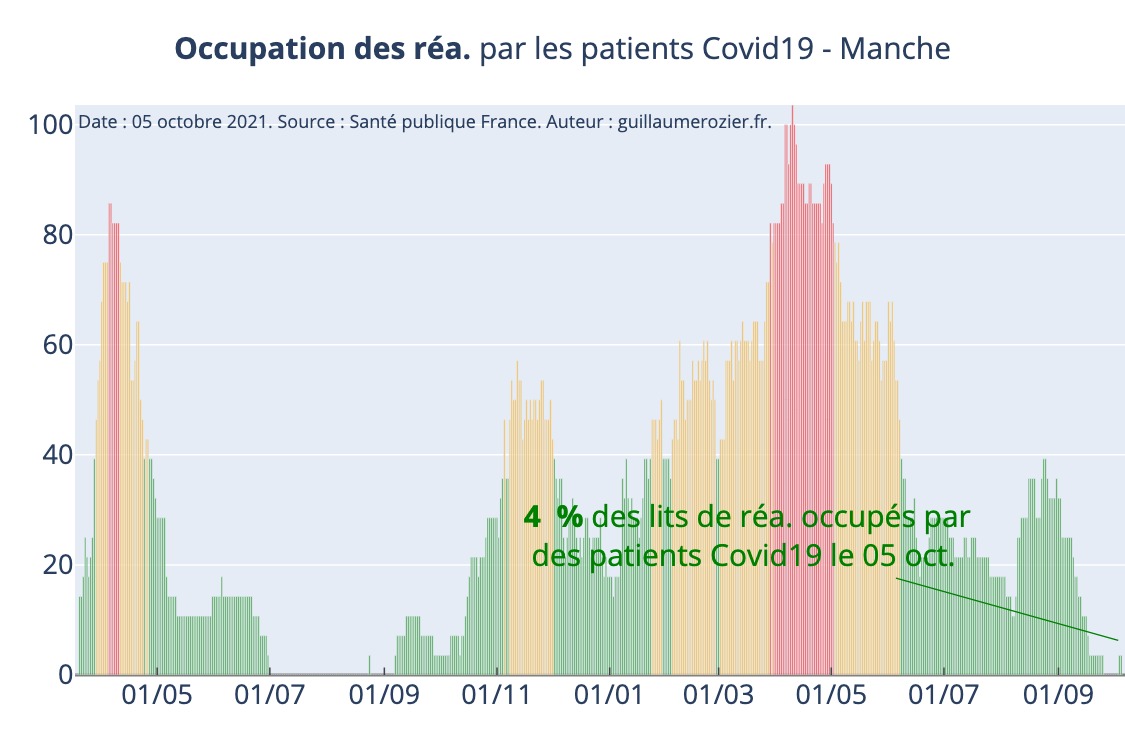 Occupation des réa. par les patients Covid19 - Manche
100
Date : 05 octobre 2021. Source : Santé publique France. Auteur : guillaumerozier.fr.
80
60
40
4 % des lits de réa. occupés par
des patients Covid19 le 05 oct.
20
0
01/05 01/07 01/09 01/11 01/01 01/03 01/05 01/07 01/09